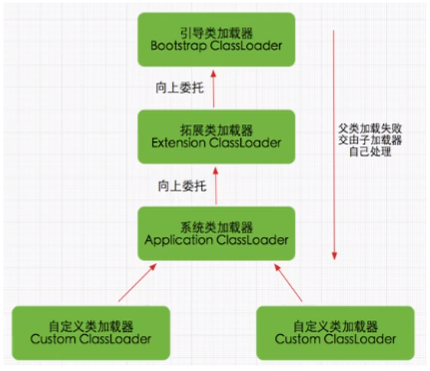 引导类加载器
Bootstrap ClassLoader
向上委托
父类加载失败
交由子加载器
自己处理
拓展类加载器
Extension ClassLoader
向上委托
系统类加载器
Application ClassLoader
自定义类加载器
Custom ClassLoader
自定义类加载器
Custom ClassLoader